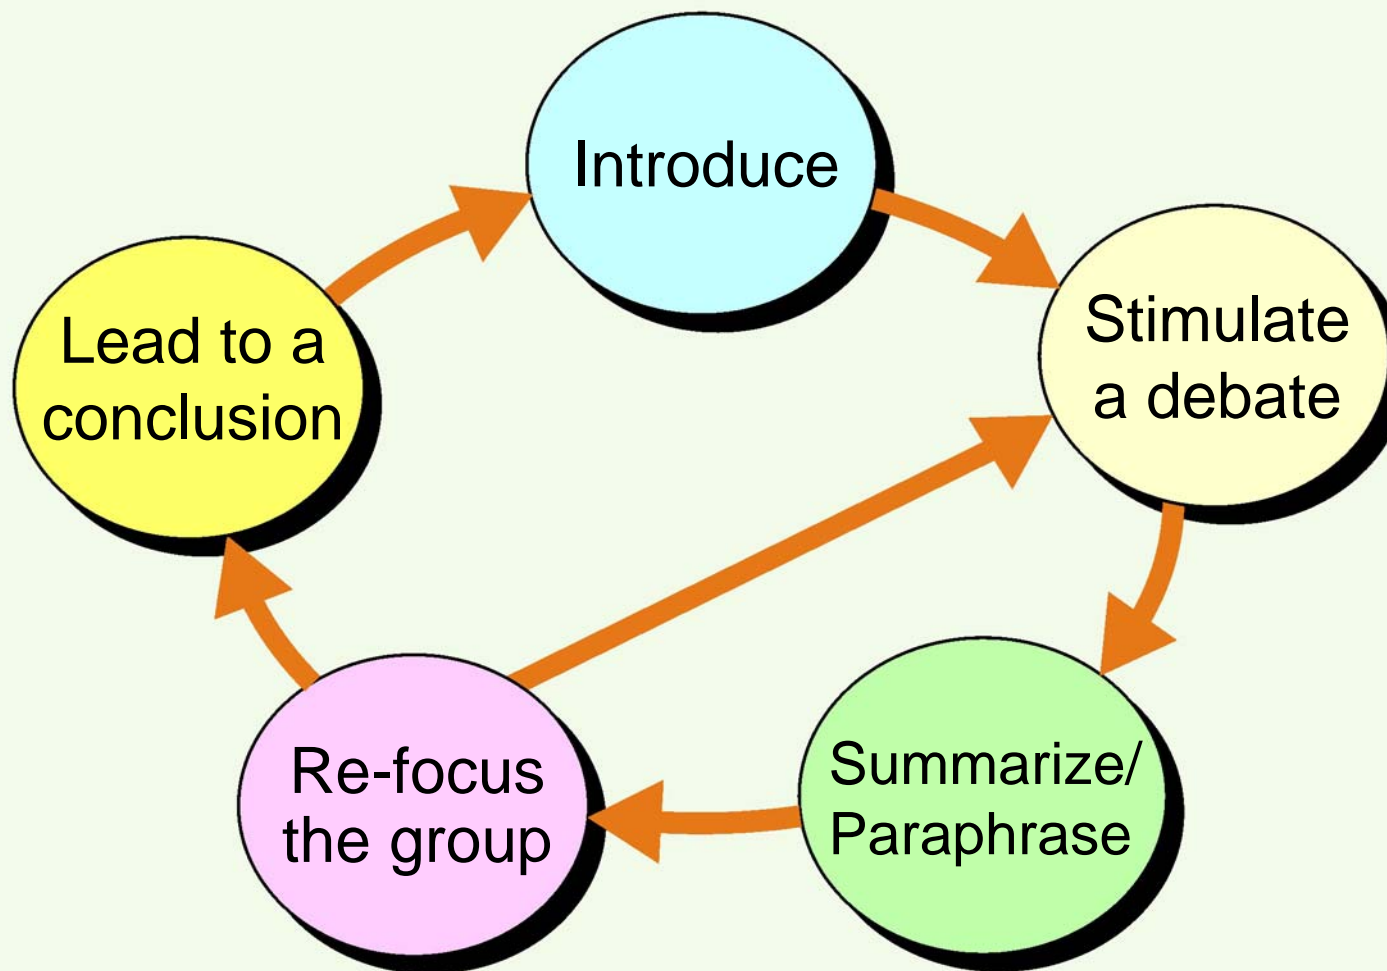 Introduce
Stimulate
a debate
Summarize/
Paraphrase
Re-focus
the group
Lead to a
conclusion